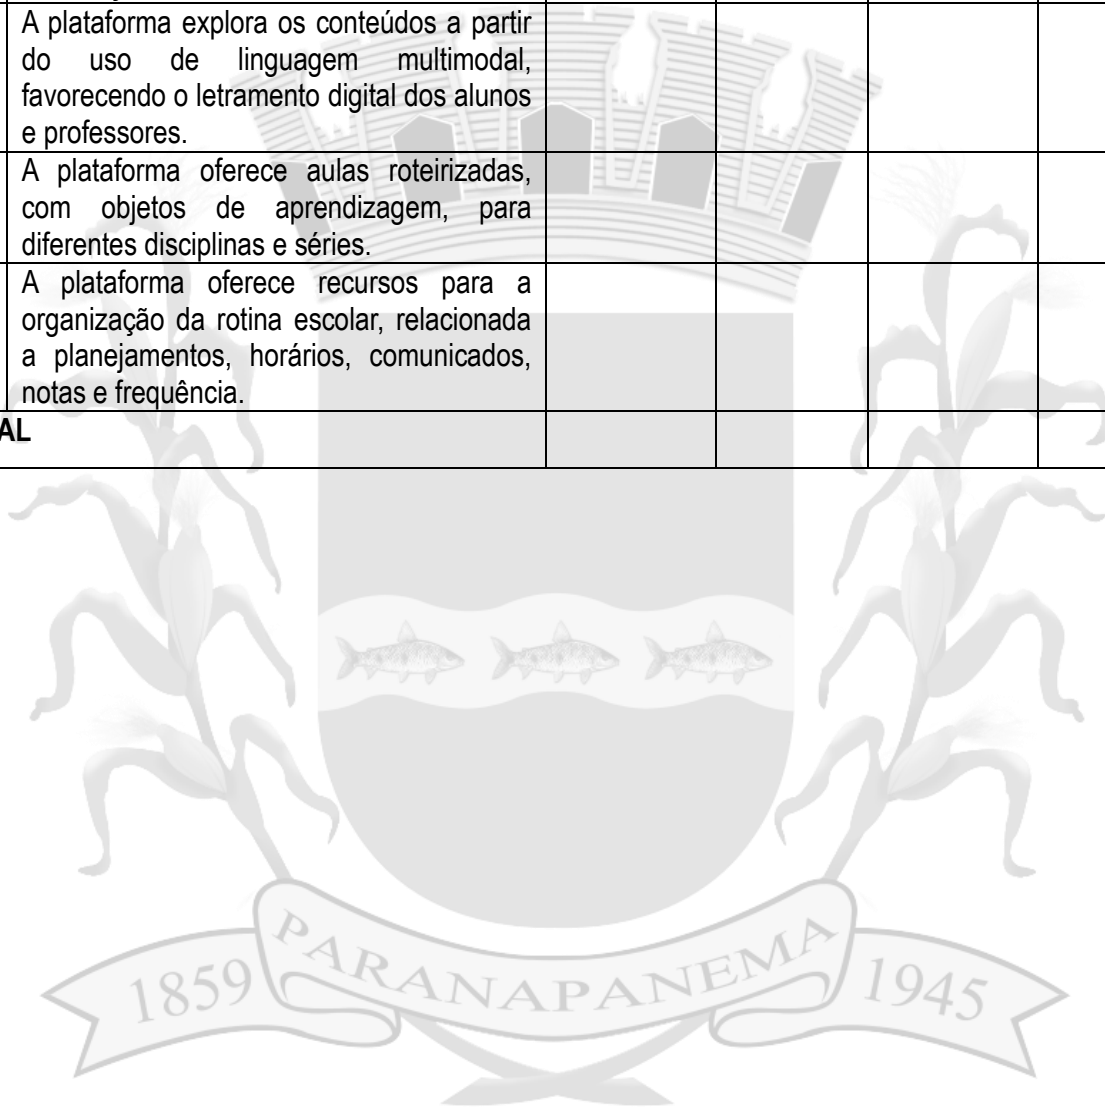 A plataforma explora os conteúdos a partir
do uso de linguagem multimodal,
favorecendo o letramento digital dos alunos
e professores.
A plataforma oferece aulas roteirizadas,
com objetos de aprendizagem, para
diferentes disciplinas e séries.
A plataforma oferece recursos para a
organização da rotina escolar, relacionada
a planejamentos, horários, comunicados,
notas e frequência.
AL
1859 PARANAPANEMA 1945